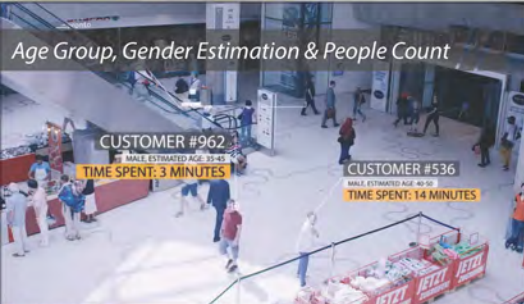 Age Group, Gender Estimation & People Count
CUSTOMER #962
MALE, ESTIMATED AGE: 35-45
TIME SPENT: 3 MINUTES
CUSTOMER #536
MALE, ESTIMATED AGE: 40-50
TIME SPENT: 14 MINUTES
JETZT
JETZT
JETZT